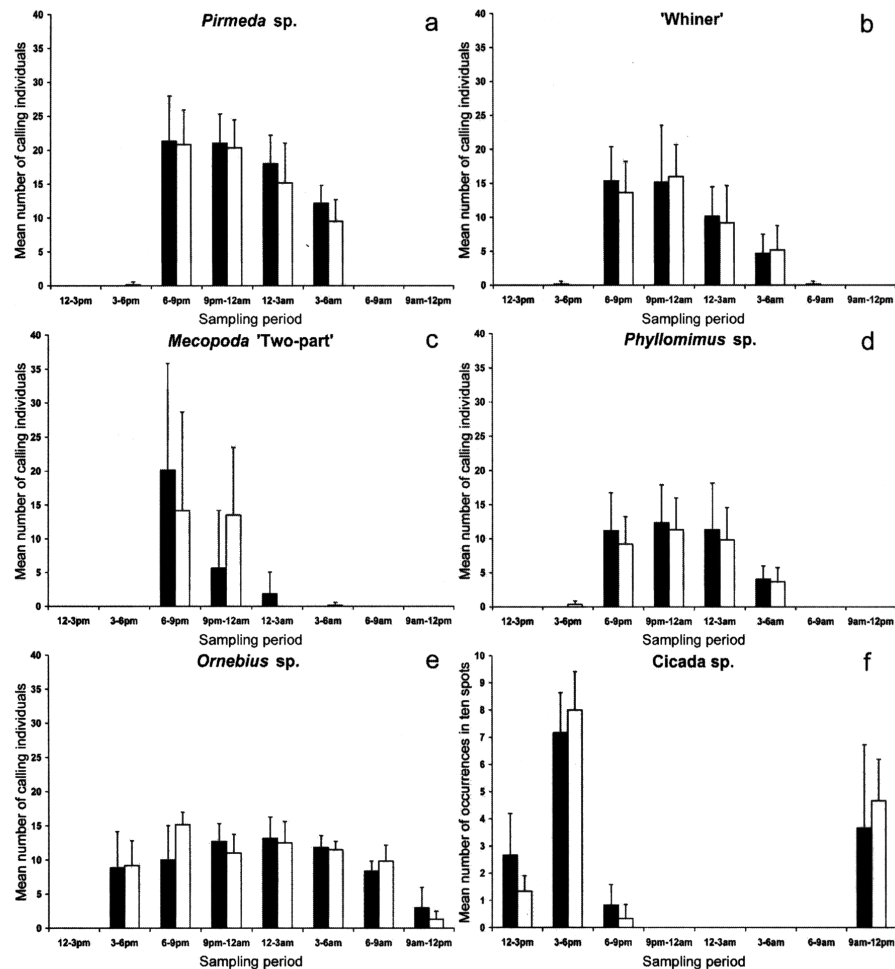 Pirmeda sp.
a
Mean number of calling individuals
40
35
30
25
20
15
10
5
0
12-3pm 3-6pm 6-9pm 9pm-12am 12-3am 3-6am 6-9am 9am-12pm
Sampling period
'Whiner'
b
Mean number of calling individuals
40
35
30
25
20
15
10
5
0
12-3pm 3-6pm 6-9pm 9pm-12am 12-3am 3-6am 6-9am 9am-12pm
Sampling period
Mecopoda 'Two-part'
c
Mean number of calling individuals
40
35
30
25
20
15
10
5
0
12-3pm 3-6pm 6-9pm 9pm-12am 12-3am 3-6am 6-9am 9am-12pm
Sampling period
Phyllomimus sp.
d
Mean number of calling individuals
40
35
30
25
20
15
10
5
0
12-3pm 3-6pm 6-9pm 9pm-12am 12-3am 3-6am 6-9am 9am-12pm
Sampling period
Ornebius sp.
e
Mean number of calling individuals
40
35
30
25
20
15
10
5
0
12-3pm 3-6pm 6-9pm 9pm-12am 12-3am 3-6am 6-9am 9am-12pm
Sampling period
Cicada sp.
f
Mean number of occurrences in ten spots
10
9
8
7
6
5
4
3
2
1
0
12-3pm 3-6pm 6-9pm 9pm-12am 12-3am 3-6am 6-9am 9am-12pm
Sampling period